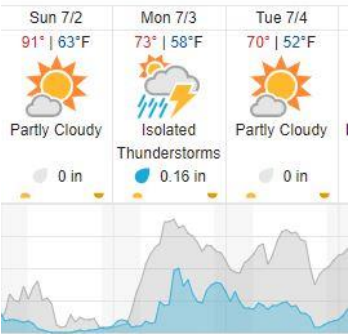 Sun 7/2 Mon 7/3 Tue 7/4
91° | 63°F 73° | 58°F 70° | 52°F
Partly Cloudy Isolated Thunderstorms Partly Cloudy
0 in 0.16 in 0 in